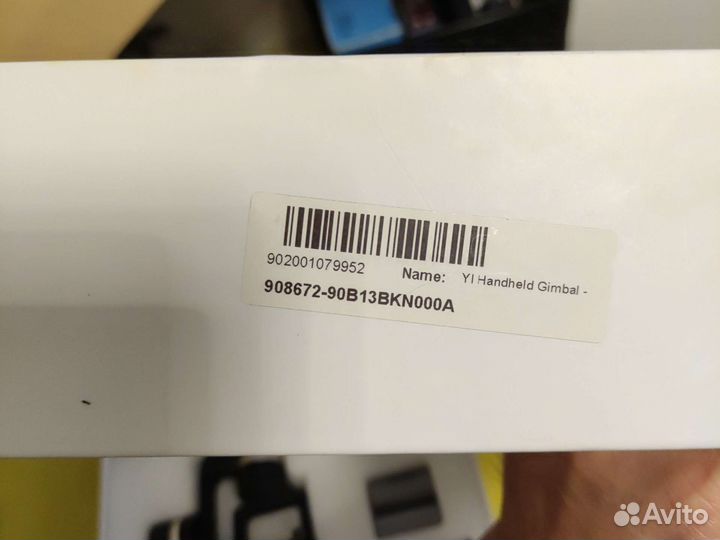 902001079952 Name: YI Handheld Gimbal -
908672-90B13BKN000A
Avito